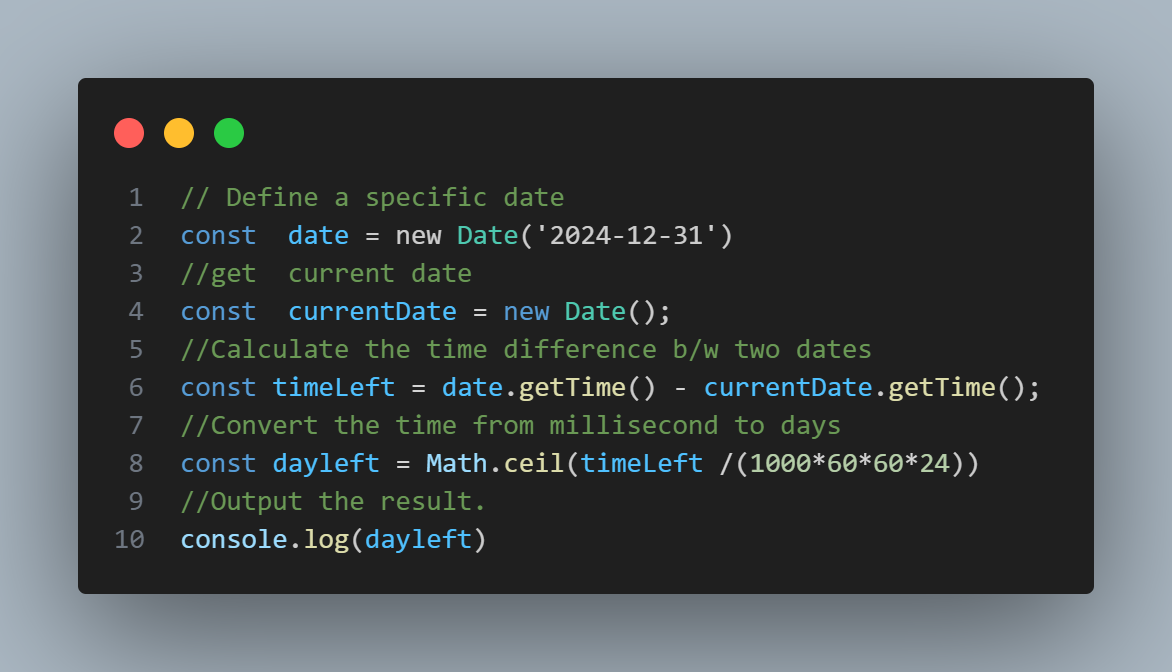 1 // Define a specific date
2 const  date = new Date('2024-12-31')
3 //get  current date
4 const  currentDate = new Date();
5 //Calculate the time difference b/w two dates
6 const timeLeft = date.getTime() - currentDate.getTime();
7 //Convert the time from millisecond to days
8 const dayleft = Math.ceil(timeLeft /(1000*60*60*24))
9 //Output the result.
10 console.log(dayleft)